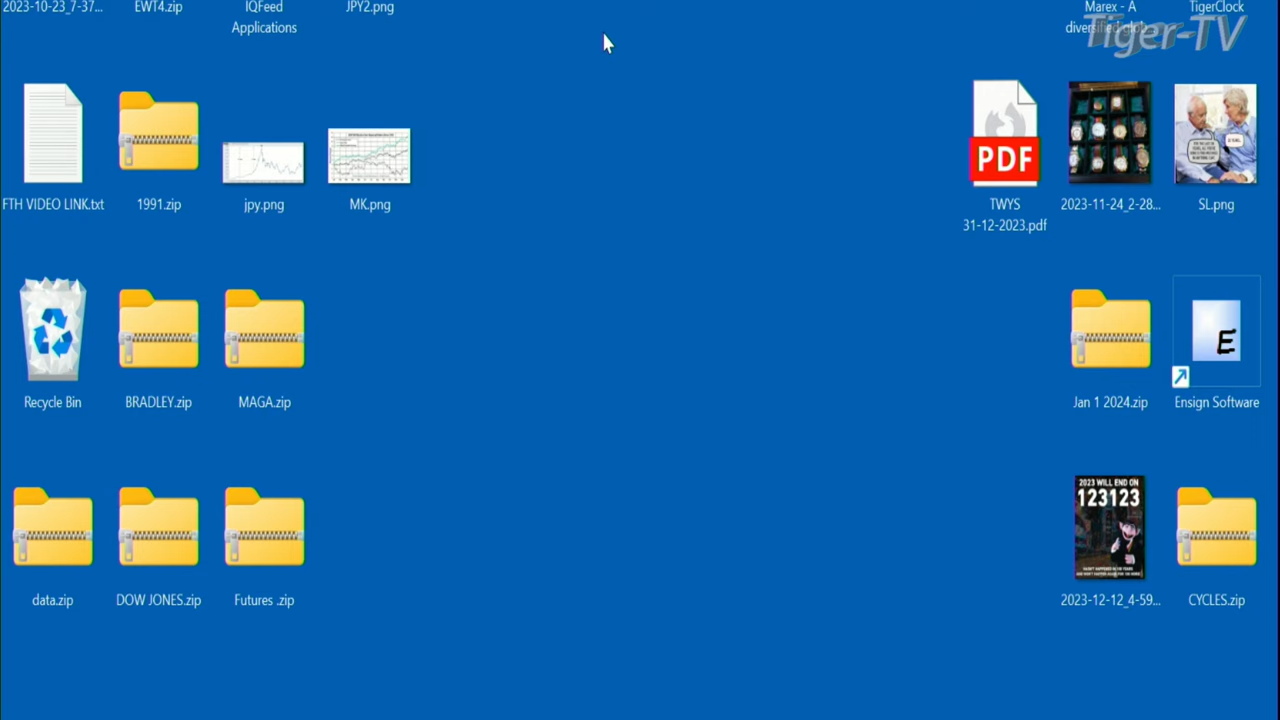 2023-10-23_7-37...
EWT4.zip
IQFeed
Applications
JPY2.png
Marex - A
diversified glob...
TigerClock
Tiger-TV
FTH VIDEO LINK.txt
1991.zip
jpy.png
MK.png
PDF
TWYS
31-12-2023.pdf
2023-11-24_2-28...
SL.png
Recycle Bin
BRADLEY.zip
MAGA.zip
Jan 1 2024.zip
E
Ensign Software
2023 WILL END ON
123123
data.zip
DOW JONES.zip
Futures .zip
2023-12-12_4-59...
CYCLES.zip